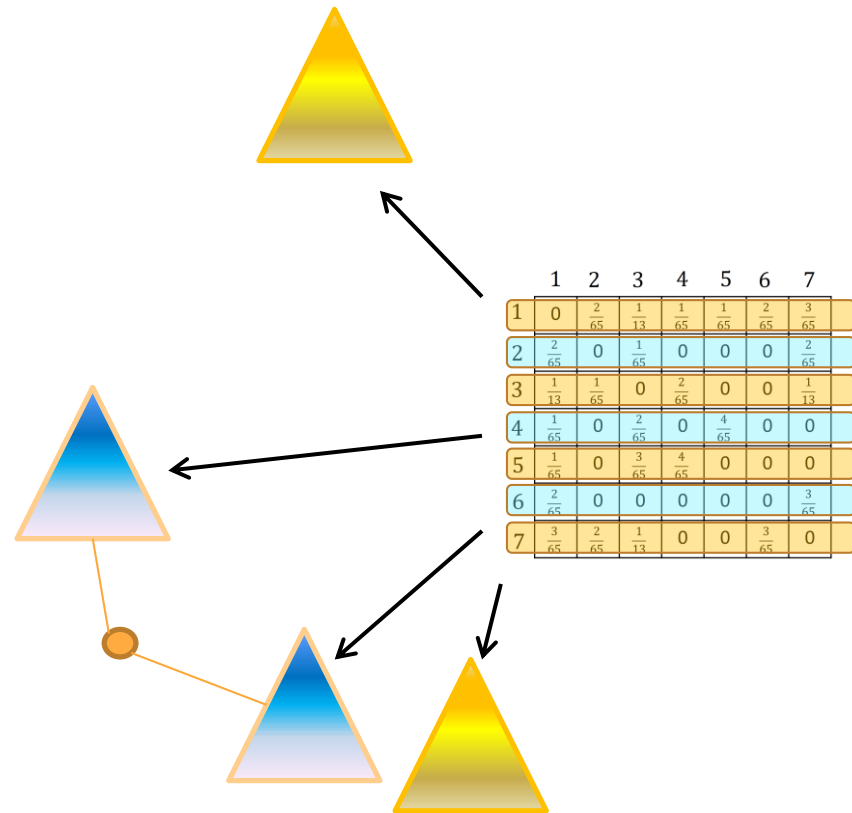 1 2 3 4 5 6 7
1 0 2/65 1/13 1/65 1/65 2/65 3/65
2 2/65 0 1/65 0 0 0 2/65
3 1/13 1/65 0 2/65 0 0 1/13
4 1/65 0 2/65 0 4/65 0 0
5 1/65 0 3/65 4/65 0 0 0
6 2/65 0 0 0 0 0 3/65
7 3/65 2/65 1/13 0 0 3/65 0